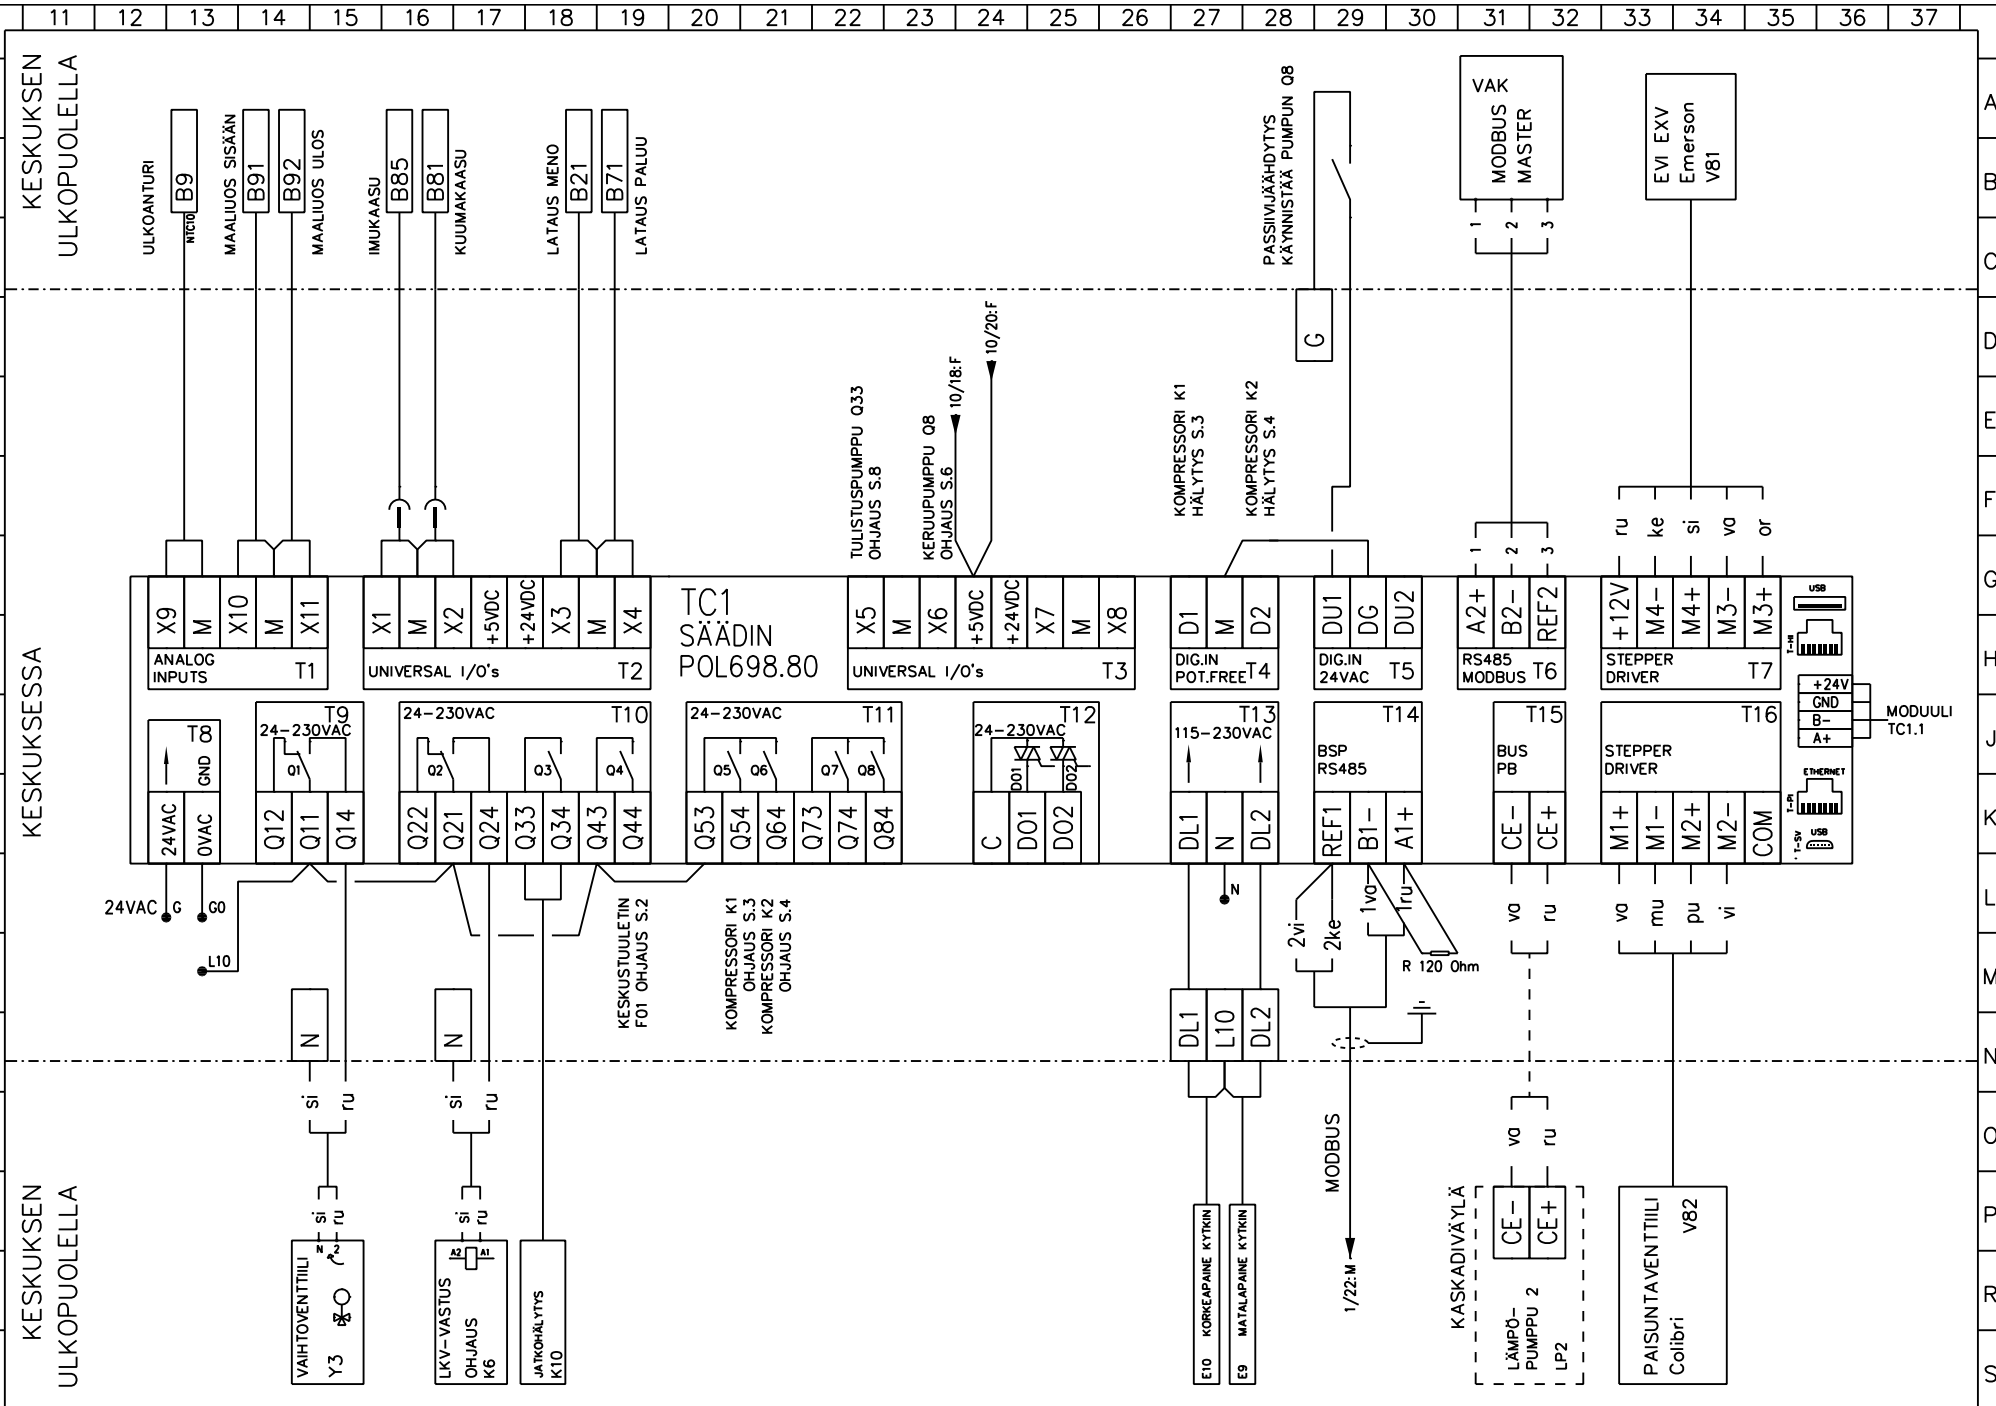 11 12 13 14 15 16 17 18 19 20 21 22 23 24 25 26 27 28 29 30 31 32 33 34 35 36 37
A
B
C
D
E
F
G
H
J
K
L
M
N
O
P
R
S
KESKUKSEN
ULKOPUOLELLA
ULKOANTURI
B9
NTC10
MAALIUOS SISÄÄN
B91
B92
MAALIUOS ULOS
IMUKAASU
B85
B81
KUUMAKAASU
LATAUS MENO
B21
B71
LATAUS PALUU
PASSIIVIJÄÄHDYTYS
KÄYNNISTÄÄ PUMPUN Q8
VAK
MODBUS
MASTER
1
2
3
EVI EXV
Emerson
V81
KESKUKSESSA
TULISTUSPUMPPU Q33
OHJAUS S.8
KERUUPUMPPU Q8
OHJAUS S.6
10/18:F
10/20:F
KOMPRESSORI K1
HÄLYTYS S.3
KOMPRESSORI K2
HÄLYTYS S.4
G
1
2
3
ru
ke
si
va
or
X9
M
X10
M
X11
ANALOG
INPUTS
T1
X1
M
X2
+5VDC
+24VDC
X3
M
X4
UNIVERSAL I/O's
T2
TC1
SÄÄDIN
POL698.80
X5
M
X6
+5VDC
+24VDC
X7
M
X8
UNIVERSAL I/O's
T3
D1
M
D2
DIG.IN
POT.FREE
T4
DU1
DG
DU2
DIG.IN
24VAC
T5
A2+
B2-
REF2
RS485
MODBUS
T6
+12V
M4-
M4+
M3-
M3+
STEPPER
DRIVER
T7
USB
T-HI
+24V
GND
B-
A+
MODUULI
TC1.1
ETHERNET
T-PI
T-SV
USB
T8
GND
24VAC
0VAC
T9
24-230VAC
Q1
Q12
Q11
Q14
24-230VAC
T10
Q2
Q3
Q4
Q22
Q21
Q24
Q33
Q34
Q43
Q44
24-230VAC
T11
Q5
Q6
Q7
Q8
Q53
Q54
Q64
Q73
Q74
Q84
T12
24-230VAC
DO1
DO2
C
DO1
DO2
T13
115-230VAC
DL1
N
DL2
T14
BSP
RS485
REF1
B1-
A1+
T15
BUS
PB
CE-
CE+
T16
STEPPER
DRIVER
M1+
M1-
M2+
M2-
COM
24VAC
G
G0
L10
N
N
KESKUSTUULETIN
F01 OHJAUS S.2
KOMPRESSORI K1
OHJAUS S.3
KOMPRESSORI K2
OHJAUS S.4
N
DL1
L10
DL2
2vi
2ke
1va
1ru
R 120 Ohm
va
ru
va
mu
pu
vi
KESKUKSEN
ULKOPUOLELLA
si
ru
si
ru
N
2
VAIHTOVENTTIILI
Y3
si
ru
si
ru
A2
A1
LKV-VASTUS
OHJAUS
K6
JATKOHÄLYTYS
K10
E10 KORKEAPAINE KYTKIN
E9 MATALAPAINE KYTKIN
MODBUS
1/22:M
KASKADIVÄYLÄ
va
ru
CE-
CE+
LÄMPÖ-
PUMPPU 2
LP2
PAISUNTAVENTTIILI
Colibri
V82